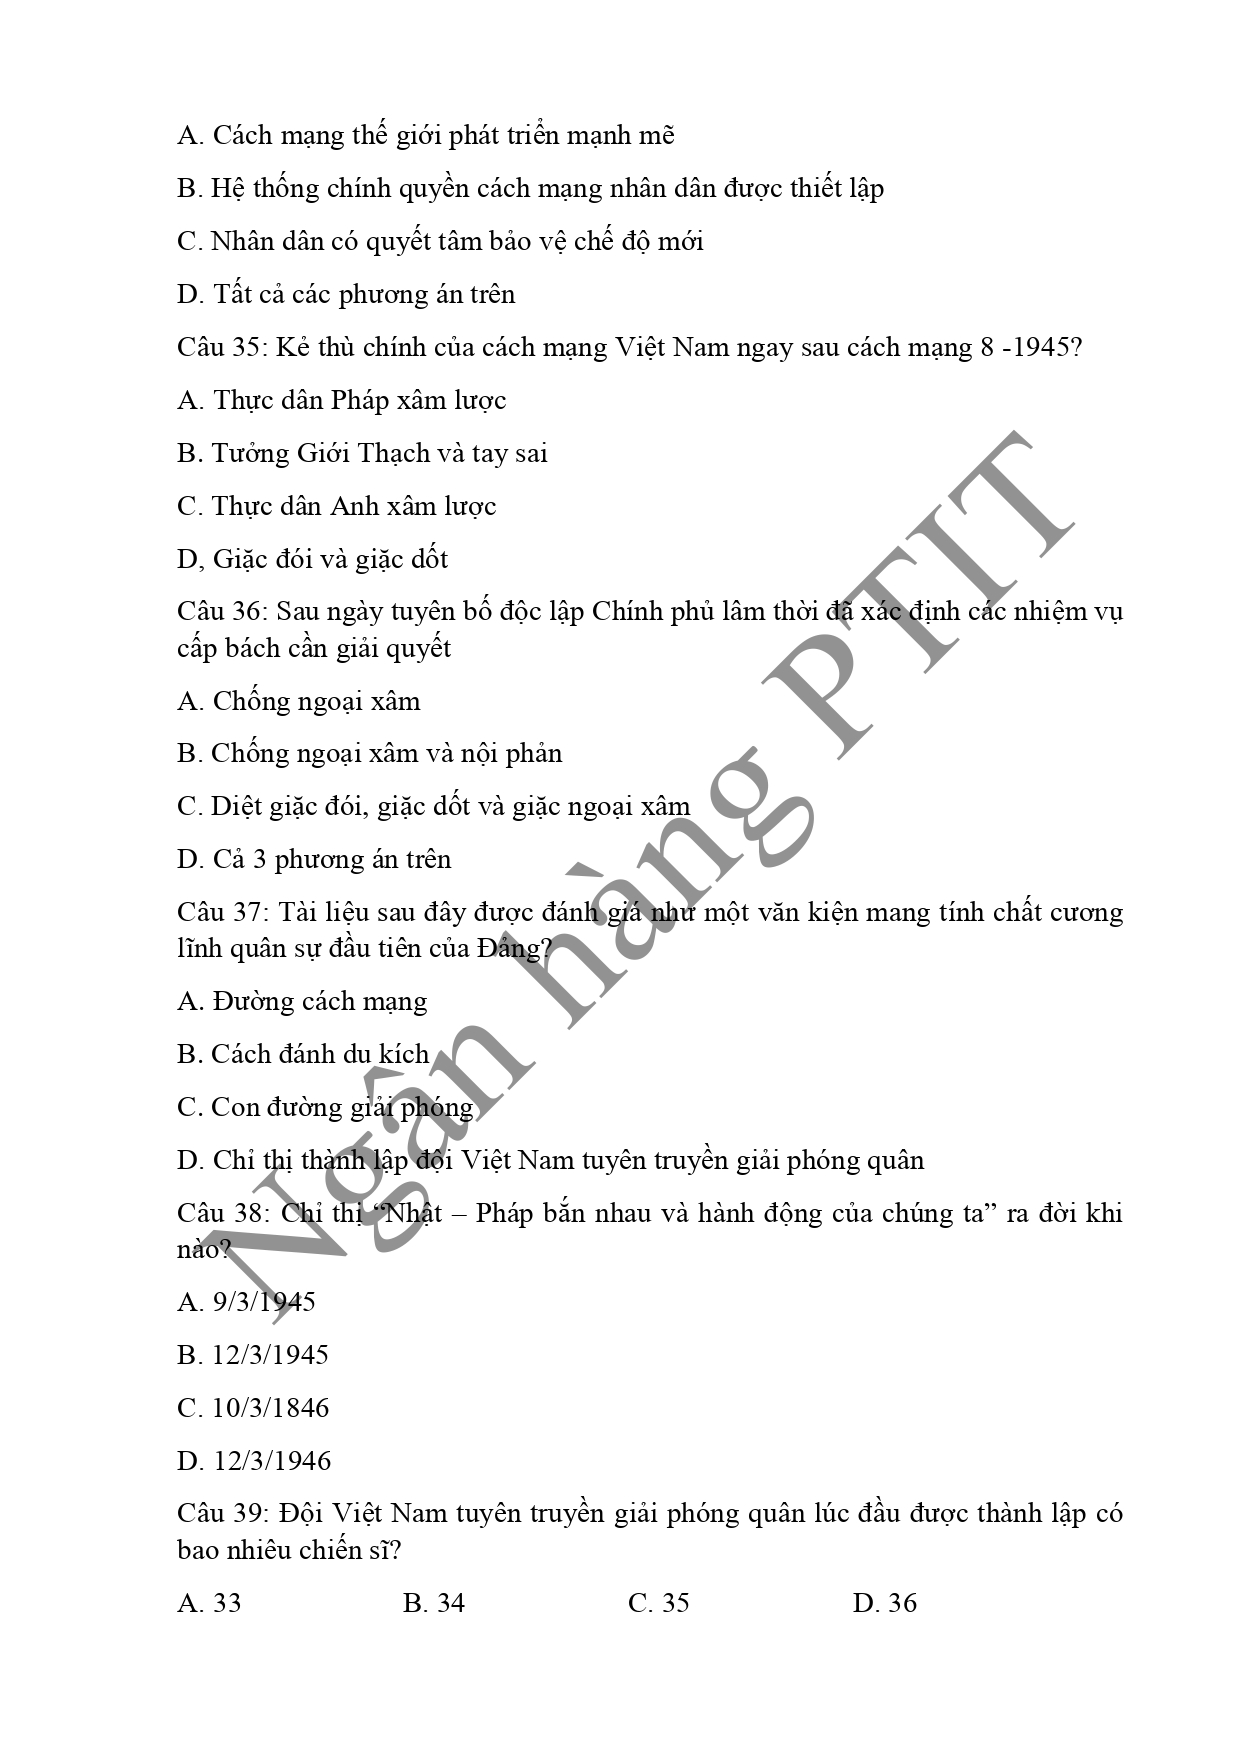 A. Cách mạng thế giới phát triển mạnh mẽ
B. Hệ thống chính quyền cách mạng nhân dân được thiết lập
C. Nhân dân có quyết tâm bảo vệ chế độ mới
D. Tất cả các phương án trên
Câu 35: Kẻ thù chính của cách mạng Việt Nam ngay sau cách mạng 8 -1945?
A. Thực dân Pháp xâm lược
B. Tưởng Giới Thạch và tay sai
C. Thực dân Anh xâm lược
D, Giặc đói và giặc dốt
Câu 36: Sau ngày tuyên bố độc lập Chính phủ lâm thời đã xác định các nhiệm vụ
cấp bách cần giải quyết
A. Chống ngoại xâm
B. Chống ngoại xâm và nội phản
C. Diệt giặc đói, giặc dốt và giặc ngoại xâm
D. Cả 3 phương án trên
Câu 37: Tài liệu sau đây được đánh giá như một văn kiện mang tính chất cương
lĩnh quân sự đầu tiên của Đảng?
A. Đường cách mạng
B. Cách đánh du kích
C. Con đường giải phóng
D. Chỉ thị thành lập đội Việt Nam tuyên truyền giải phóng quân
Câu 38: Chỉ thị “Nhật – Pháp bắn nhau và hành động của chúng ta” ra đời khi
nào?
A. 9/3/1945
B. 12/3/1945
C. 10/3/1846
D. 12/3/1946
Câu 39: Đội Việt Nam tuyên truyền giải phóng quân lúc đầu được thành lập có
bao nhiêu chiến sĩ?
A. 33 B. 34 C. 35 D. 36
Ngân hàng PTIT